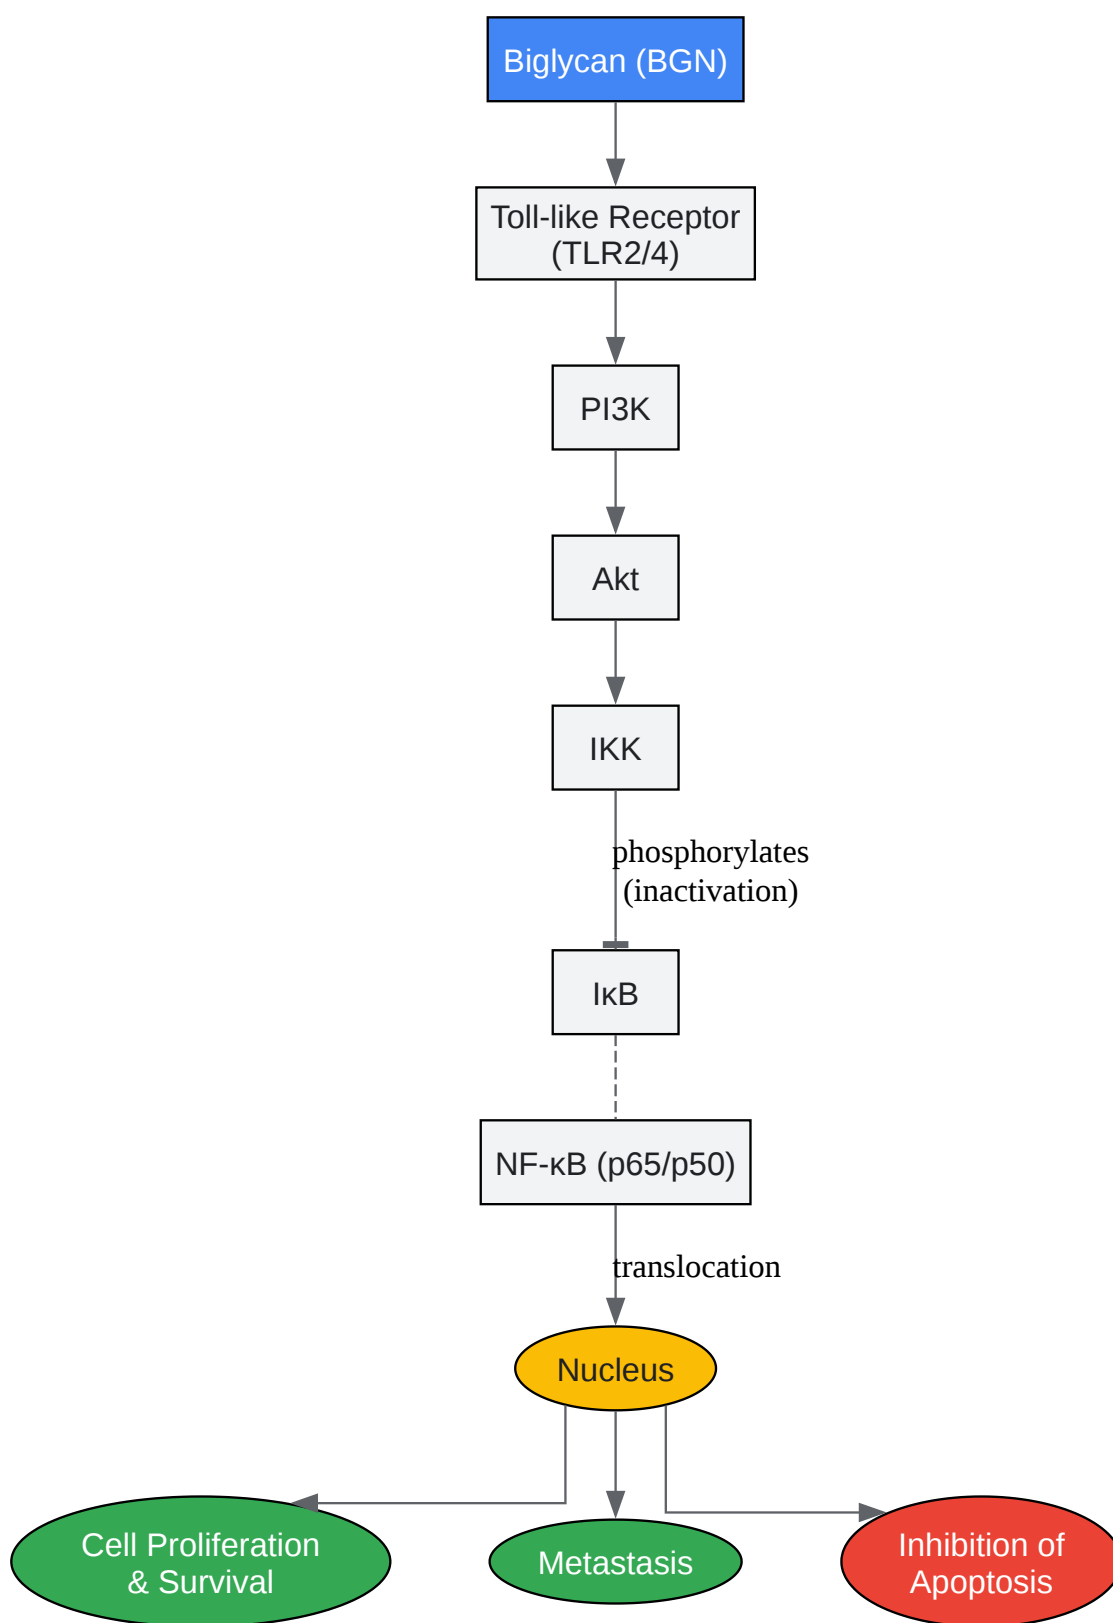 Biglycan (BGN)
Toll-like Receptor
(TLR2/4)
PI3K
Akt
IKK
phosphorylates
(inactivation)
IκB
NF-κB (p65/p50)
translocation
Nucleus
Cell Proliferation
& Survival
Metastasis
Inhibition of
Apoptosis